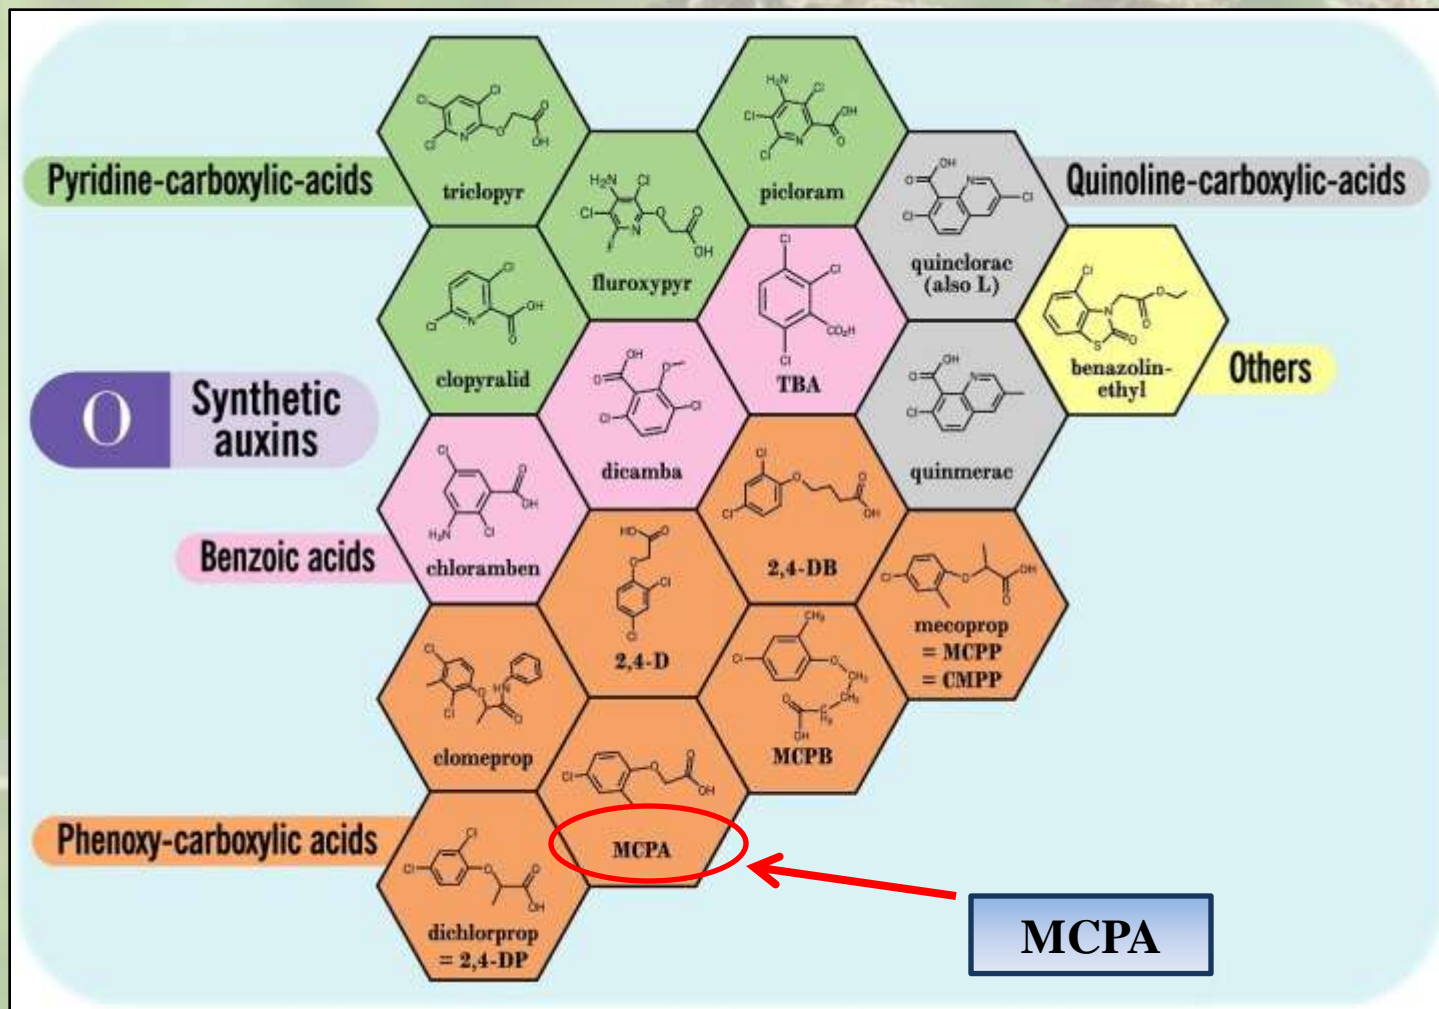 Pyridine-carboxylic-acids
triclopyr
fluroxypyr
picloram
clopyralid
Quinoline-carboxylic-acids
quinclorac
(also L)
quinmerac
benazolin-
ethyl
Others
O
Synthetic
auxins
TBA
dicamba
chloramben
Benzoic acids
2,4-DB
2,4-D
mecoprop
= MCPP
= CMPP
clomeprop
MCPB
Phenoxy-carboxylic acids
MCPA
dichlorprop
= 2,4-DP
MCPA